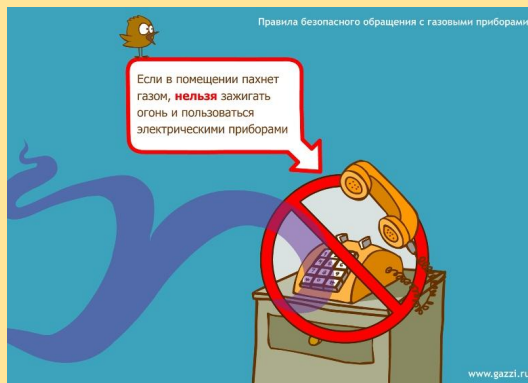 Правила безопасного обращения с газовыми приборами
Если в помещении пахнет
газом, нельзя зажигать
огонь и пользоваться
электрическими приборами
www.gazzi.ru